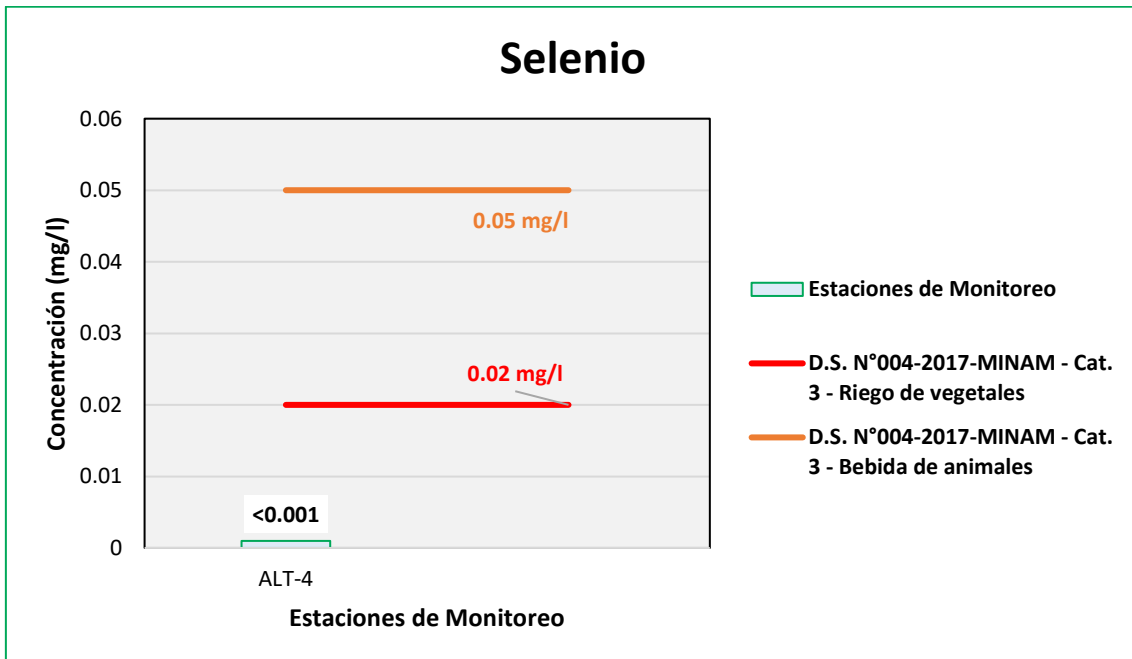 Selenio
Concentración (mg/l)
0.06
0.05
0.04
0.03
0.02
0.01
0
0.05 mg/l
0.02 mg/l
<0.001
ALT-4
Estaciones de Monitoreo
Estaciones de Monitoreo
D.S. N°004-2017-MINAM - Cat.
3 - Riego de vegetales
D.S. N°004-2017-MINAM - Cat.
3 - Bebida de animales